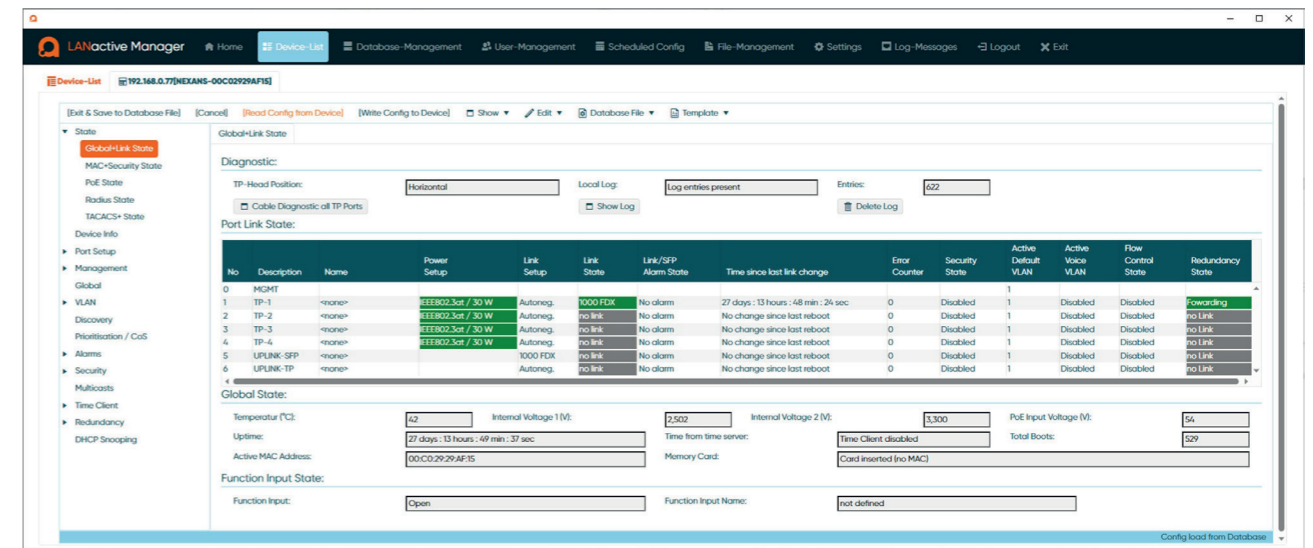 LANactive Manager Home Device-List Database-Management User-Management Scheduled Config File-Management Settings Log-Messages Logout Exit
Device-List 192.168.0.77[NEXANS-00C02929AF15]
[Exit & Save to Database File] [Cancel] [Read Config from Device] [Write Config to Device] Show Edit Database File Template
State
Global+Link State
MAC+Security State
PoE State
Radius State
TACACS+ State
Device Info
Port Setup
Management
Global
VLAN
Discovery
Prioritisation / CoS
Alarms
Security
Multicasts
Time Client
Redundancy
DHCP Snooping
Global+Link State
Diagnostic:
TP-Head Position: Horizontal Local Log: Log entries present Entries: 622
Cable Diagnostic all TP Ports Show Log Delete Log
Port Link State:
No Description Name Power Setup Link Setup Link State Link/SFP Alarm State Time since last link change Error Counter Security State Active Default VLAN Active Voice VLAN Flow Control State Redundancy State
0 MGMT 1
1 TP-1 <none> IEEE802.3at / 30 W Autoneg. 1000 FDX No alarm 27 days : 13 hours : 48 min : 24 sec 0 Disabled 1 Disabled Disabled Fowarding
2 TP-2 <none> IEEE802.3at / 30 W Autoneg. no link No alarm No change since last reboot 0 Disabled 1 Disabled Disabled no Link
3 TP-3 <none> IEEE802.3at / 30 W Autoneg. no link No alarm No change since last reboot 0 Disabled 1 Disabled Disabled no Link
4 TP-4 <none> IEEE802.3at / 30 W Autoneg. no link No alarm No change since last reboot 0 Disabled 1 Disabled Disabled no Link
5 UPLINK-SFP <none> 1000 FDX no link No alarm No change since last reboot 0 Disabled 1 Disabled Disabled no Link
6 UPLINK-TP <none> Autoneg. no link No alarm No change since last reboot 0 Disabled 1 Disabled Disabled no Link
Global State:
Temperatur (°C): 42 Internal Voltage 1 (V): 2,502 Internal Voltage 2 (V): 3,300 PoE Input Voltage (V): 54
Uptime: 27 days : 13 hours : 49 min : 37 sec Time from time server: Time Client disabled Total Boots: 529
Active MAC Address: 00:C0:29:29:AF:15 Memory Card: Card inserted (no MAC)
Function Input State:
Function Input: Open Function Input Name: not defined
Config load from Database